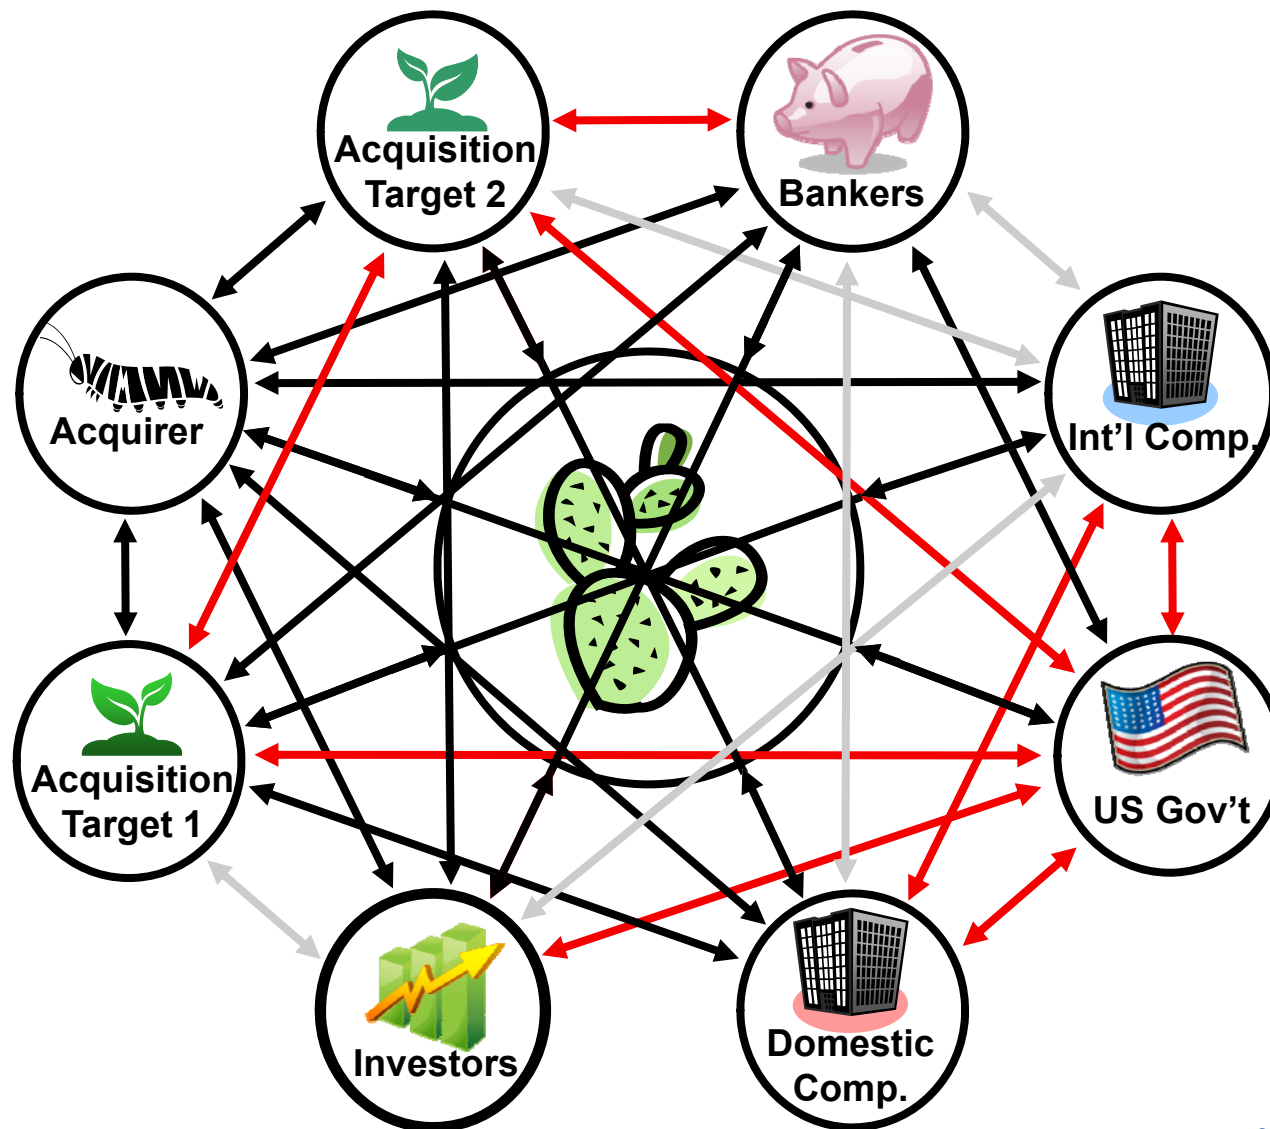 Acquisition
Target 2
Bankers
Acquirer
Int'l Comp.
Acquisition
Target 1
US Gov't
Investors
Domestic
Comp.